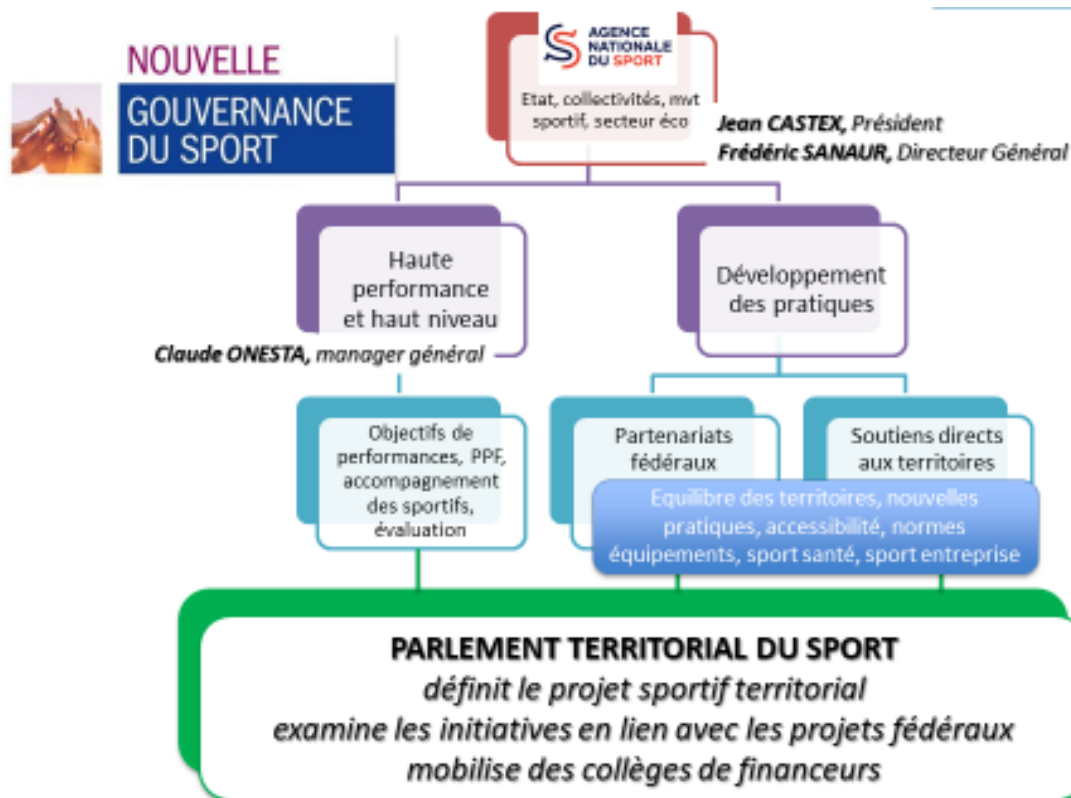 NOUVELLE
GOUVERNANCE
DU SPORT
AGENCE
NATIONALE
DU SPORT
Etat, collectivités, mvt
sportif, secteur éco
Jean CASTEX, Président
Frédéric SANAUR, Directeur Général
Haute
performance
et haut niveau
Claude ONESTA, manager général
Développement
des pratiques
Objectifs de
performances, PPF,
accompagnement
des sportifs,
évaluation
Partenariats
fédéraux
Soutiens directs
aux territoires
Equilibre des territoires, nouvelles
pratiques, accessibilité, normes
équipements, sport santé, sport entreprise
PARLEMENT TERRITORIAL DU SPORT
définit le projet sportif territorial
examine les initiatives en lien avec les projets fédéraux
mobilise des collèges de financeurs